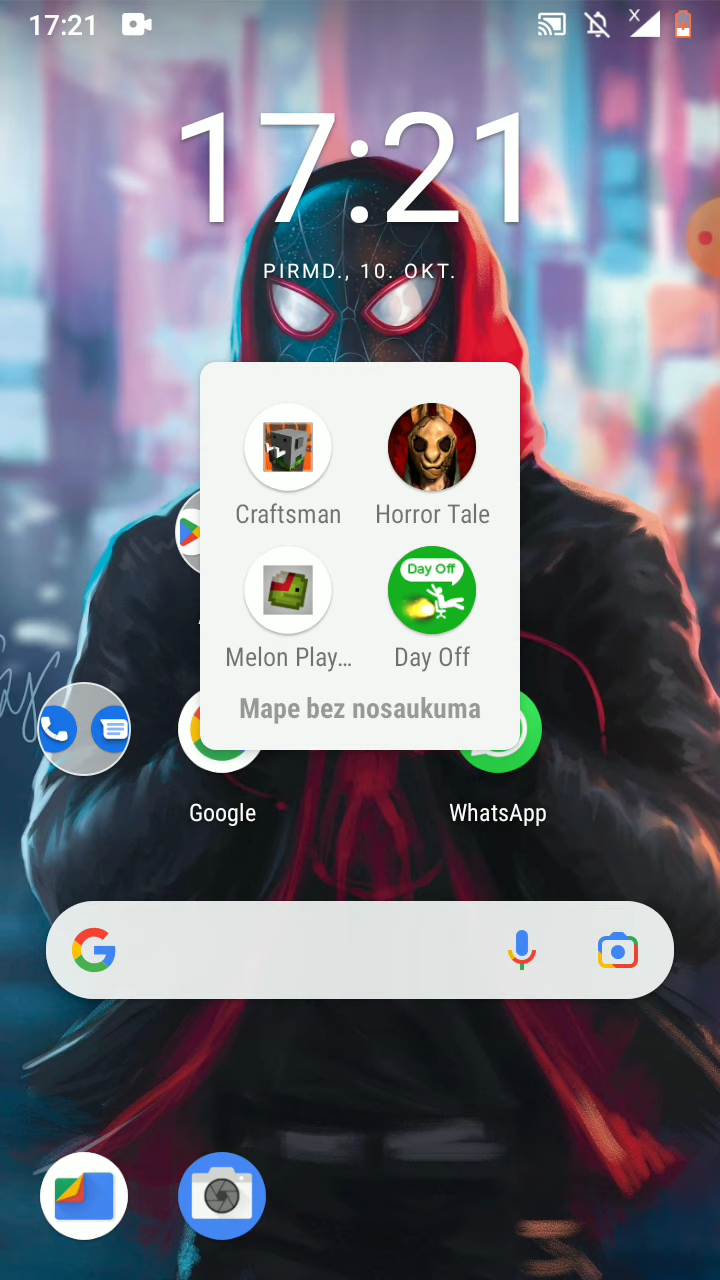 17:21
17:21
PIRMD., 10. OKT.
Craftsman
Horror Tale
Day Off
Melon Play...
Day Off
Mape bez nosaukuma
Google
WhatsApp